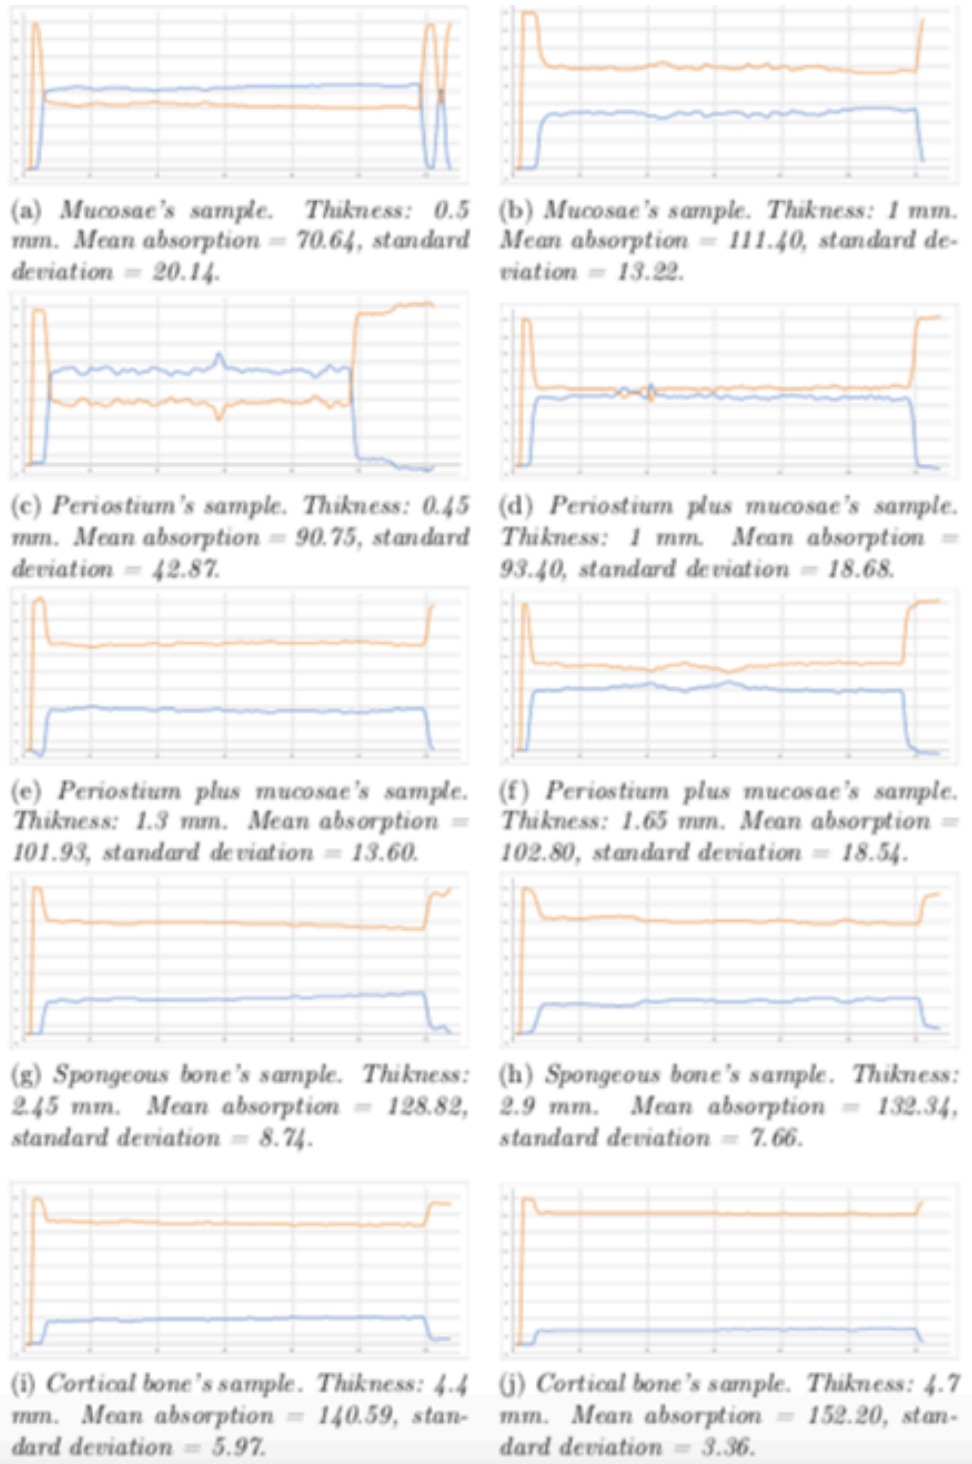 (a) Mucosae's sample. Thikness: 0.5
mm. Mean absorption = 70.64, standard
deviation = 20.14.
(b) Mucosae's sample. Thikness: 1 mm.
Mean absorption = 111.40, standard de-
viation = 13.22.
(c) Periostium's sample. Thikness: 0.45
mm. Mean absorption = 90.75, standard
deviation = 42.87.
(d) Periostium plus mucosae's sample.
Thikness: 1 mm. Mean absorption =
93.40, standard deviation = 18.68.
(e) Periostium plus mucosae's sample.
Thikness: 1.3 mm. Mean absorption =
101.93, standard deviation = 13.60.
(f) Periostium plus mucosae's sample.
Thikness: 1.65 mm. Mean absorption =
102.80, standard deviation = 18.54.
(g) Spongeous bone's sample. Thikness:
2.45 mm. Mean absorption = 128.82,
standard deviation = 8.74.
(h) Spongeous bone's sample. Thikness:
2.9 mm. Mean absorption = 132.34,
standard deviation = 7.66.
(i) Cortical bone's sample. Thikness: 4.4
mm. Mean absorption = 140.59, stan-
dard deviation = 5.97.
(j) Cortical bone's sample. Thikness: 4.7
mm. Mean absorption = 152.20, stan-
dard deviation = 3.36.